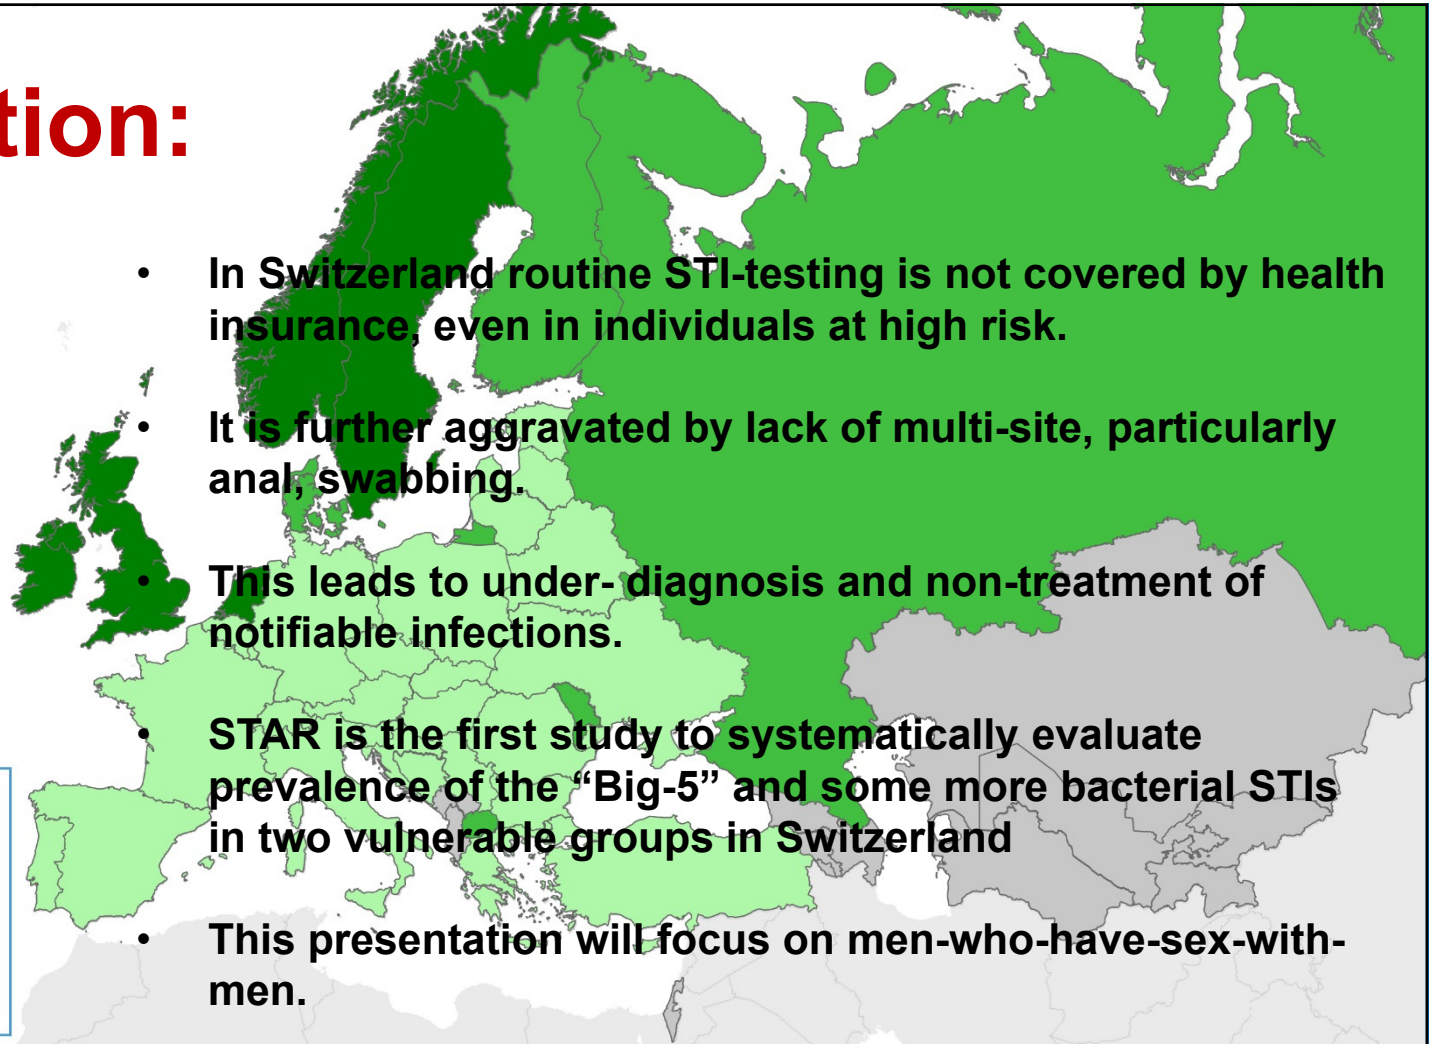 tion:
• In Switzerland routine STI-testing is not covered by health
insurance, even in individuals at high risk.
• It is further aggravated by lack of multi-site, particularly
anal, swabbing.
• This leads to under- diagnosis and non-treatment of
notifiable infections.
• STAR is the first study to systematically evaluate
prevalence of the “Big-5” and some more bacterial STIs
in two vulnerable groups in Switzerland
• This presentation will focus on men-who-have-sex-with-
men.